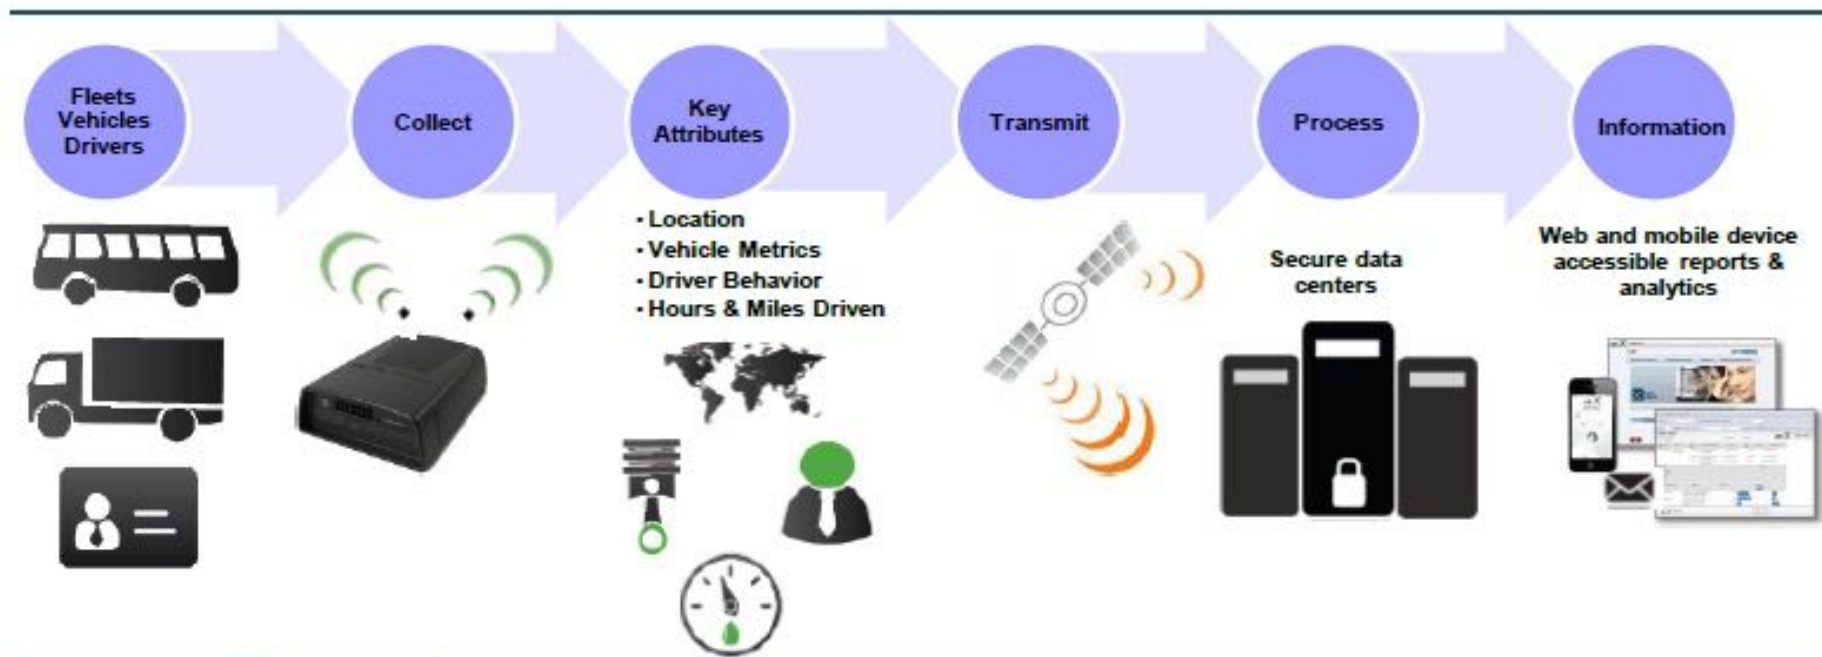 Fleets
Vehicles
Drivers
Collect
Key
Attributes
Transmit
Process
Information
• Location
• Vehicle Metrics
• Driver Behavior
• Hours & Miles Driven
Secure data
centers
Web and mobile device
accessible reports &
analytics